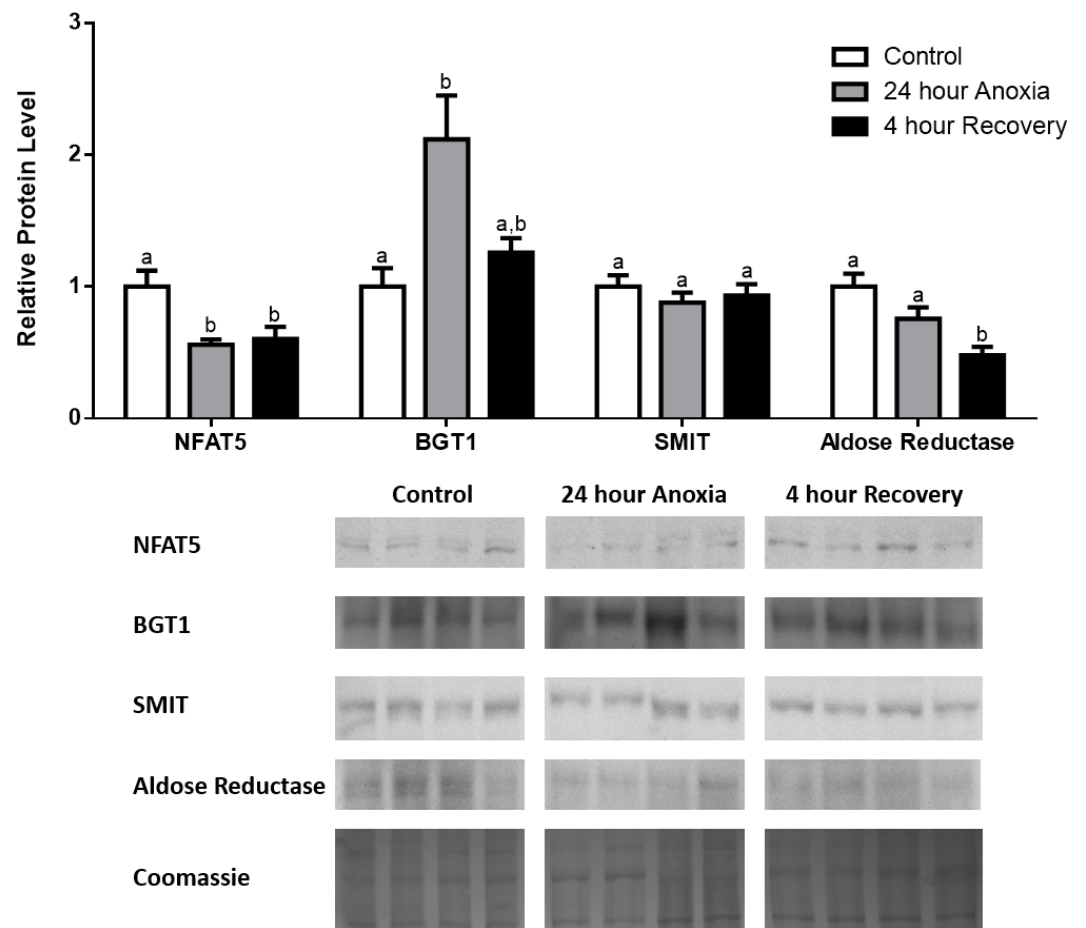 3
2
1
0
Relative Protein Level
Control
24 hour Anoxia
4 hour Recovery
a
b
b
a
b
a,b
a
a
a
a
a
b
NFAT5 BGT1 SMIT Aldose Reductase
Control 24 hour Anoxia 4 hour Recovery
NFAT5
BGT1
SMIT
Aldose Reductase
Coomassie